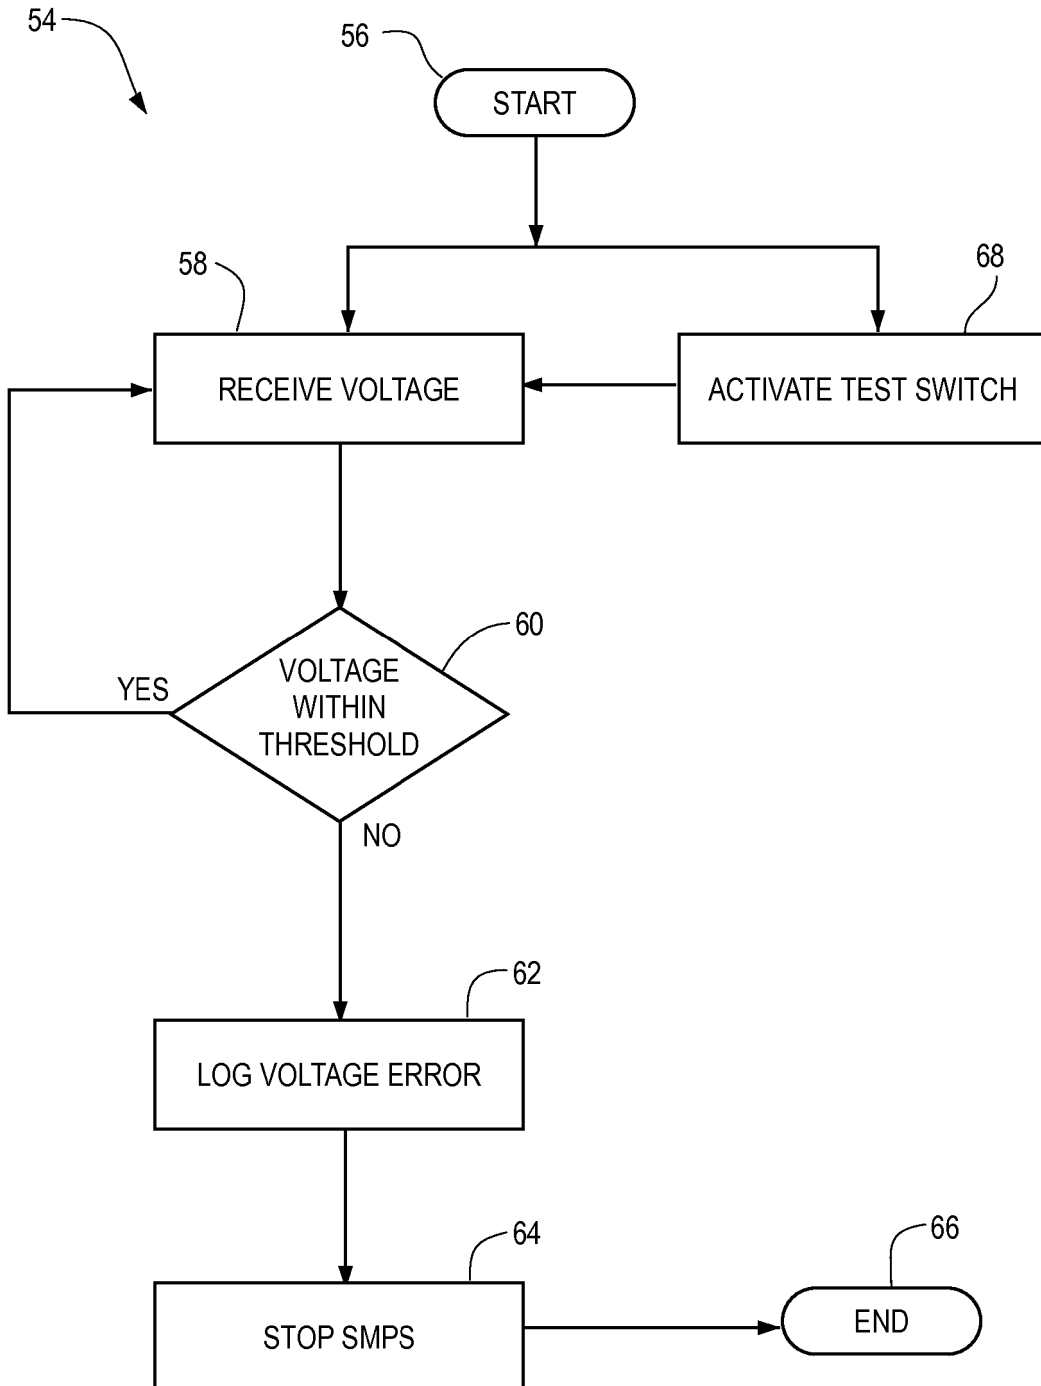 54
56
START
58
68
RECEIVE VOLTAGE
ACTIVATE TEST SWITCH
60
VOLTAGE
WITHIN
THRESHOLD
YES
NO
62
LOG VOLTAGE ERROR
64
66
STOP SMPS
END